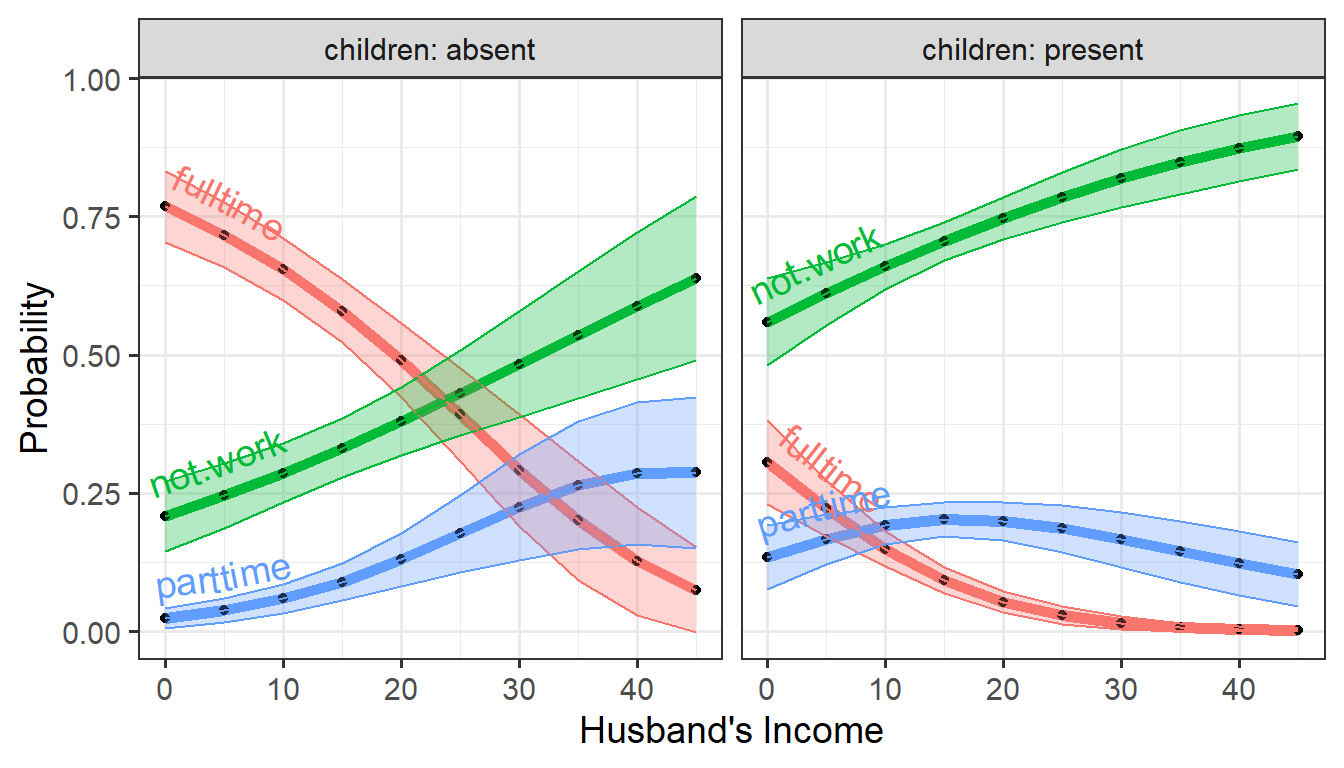 children: absent
children: present
Probability
1.00
0.75
0.50
0.25
0.00
fulltime
not.work
parttime
not.work
fulltime
parttime
0 10 20 30 40
0 10 20 30 40
Husband's Income